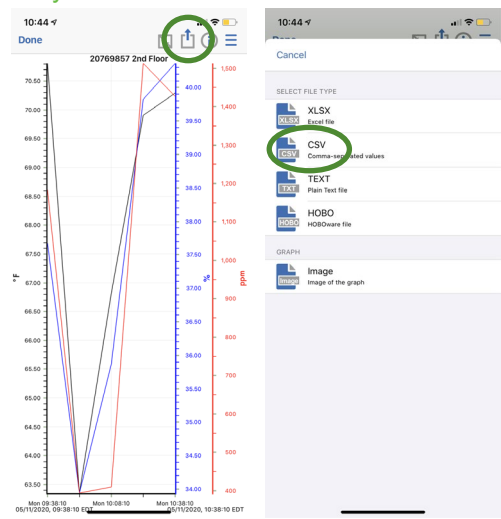 10:44
Done
20769857 2nd Floor
70.50
70.00
69.50
69.00
68.50
68.00
67.50
67.00
66.50
66.00
65.50
65.00
64.50
64.00
63.50
°F
40.00
39.50
39.00
38.50
38.00
37.50
37.00
36.50
36.00
35.50
35.00
34.50
34.00
%
1,500
1,400
1,300
1,200
1,100
1,000
900
800
700
600
500
400
ppm
Mon 09:38:10 Mon 10:08:10 Mon 10:38:10
05/11/2020, 09:38:10 EDT 05/11/2020, 10:38:10 EDT
10:44
Cancel
SELECT FILE TYPE
XLSX
XLSX Excel file
CSV
CSV Comma-separated values
TEXT
TXT Plain Text file
HOBO
HOBO HOBOware file
GRAPH
Image
Image Image of the graph